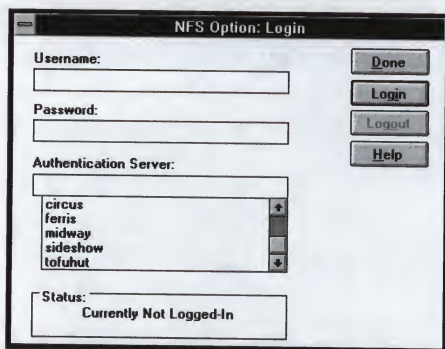 NFS Option: Login
Username:
Done
Login
Password:
Logout
Authentication Server:
Help
circus
ferris
midway
sideshow
tofuhut
Status:
Currently Not Logged-In